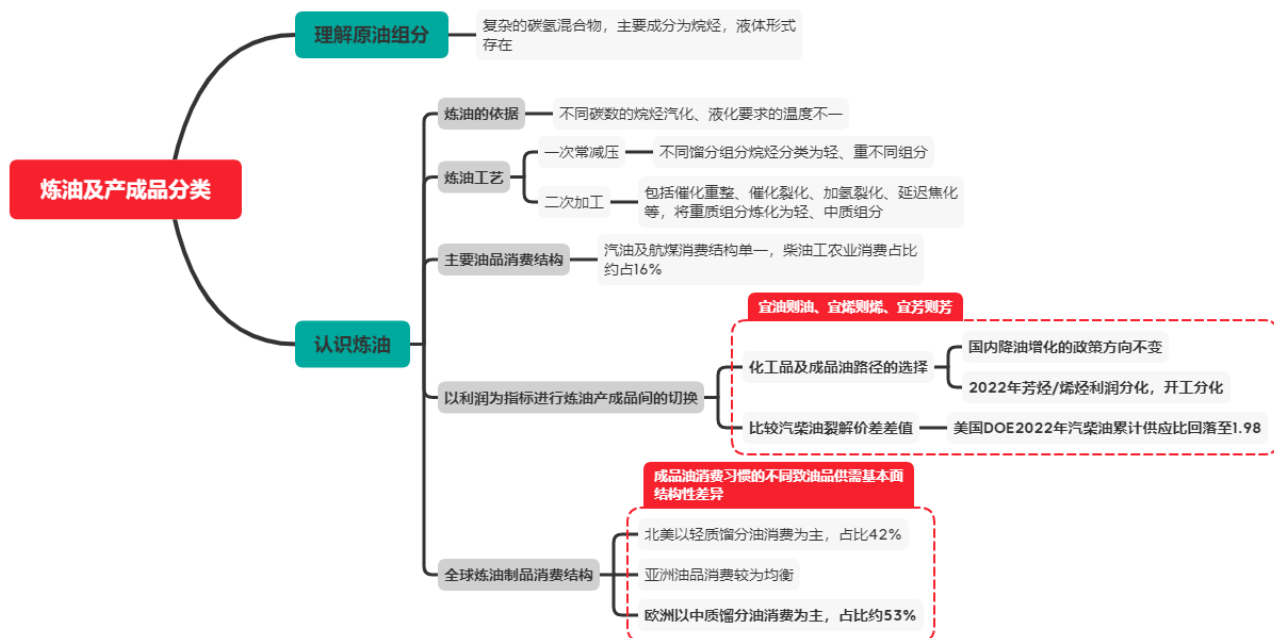 炼油及产成品分类
理解原油组分
复杂的碳氢混合物，主要成分为烷烃，液体形式
存在
认识炼油
炼油的依据
不同碳数的烷烃汽化、液化要求的温度不一
炼油工艺
一次常减压
不同馏分组分烷烃分类为轻、重不同组分
二次加工
包括催化重整、催化裂化、加氢裂化、延迟焦化
等，将重质组分炼化为轻、中质组分
主要油品消费结构
汽油及航煤消费结构单一，柴油工农业消费占比
约占16%
以利润为指标进行炼油产成品间的切换
宜油则油、宜烯则烯、宜芳则芳
化工品及成品油路径的选择
国内降油增化的政策方向不变
2022年芳烃/烯烃利润分化，开工分化
比较汽柴油裂解价差差值
美国DOE2022年汽柴油累计供应比回落至1.98
全球炼油制品消费结构
成品油消费习惯的不同致油品供需基本面
结构性差异
北美以轻质馏分油消费为主，占比42%
亚洲油品消费较为均衡
欧洲以中质馏分油消费为主，占比约53%